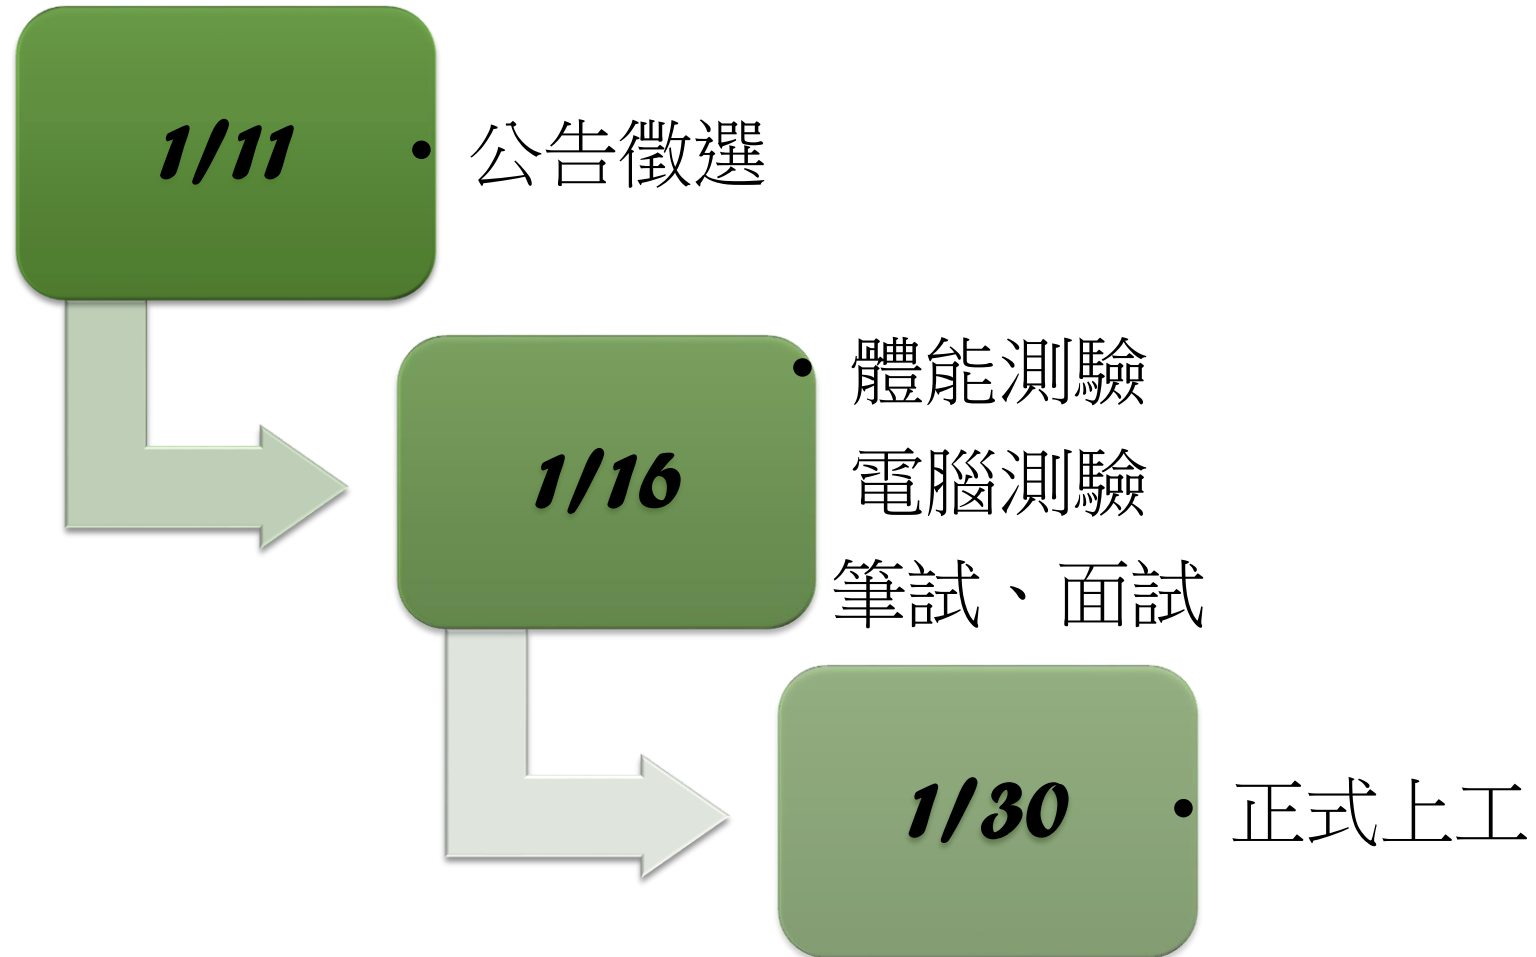 1/11
• 公告徵選
• 體能測驗
1/16
電腦測驗
筆試、面試
1/30
• 正式上工